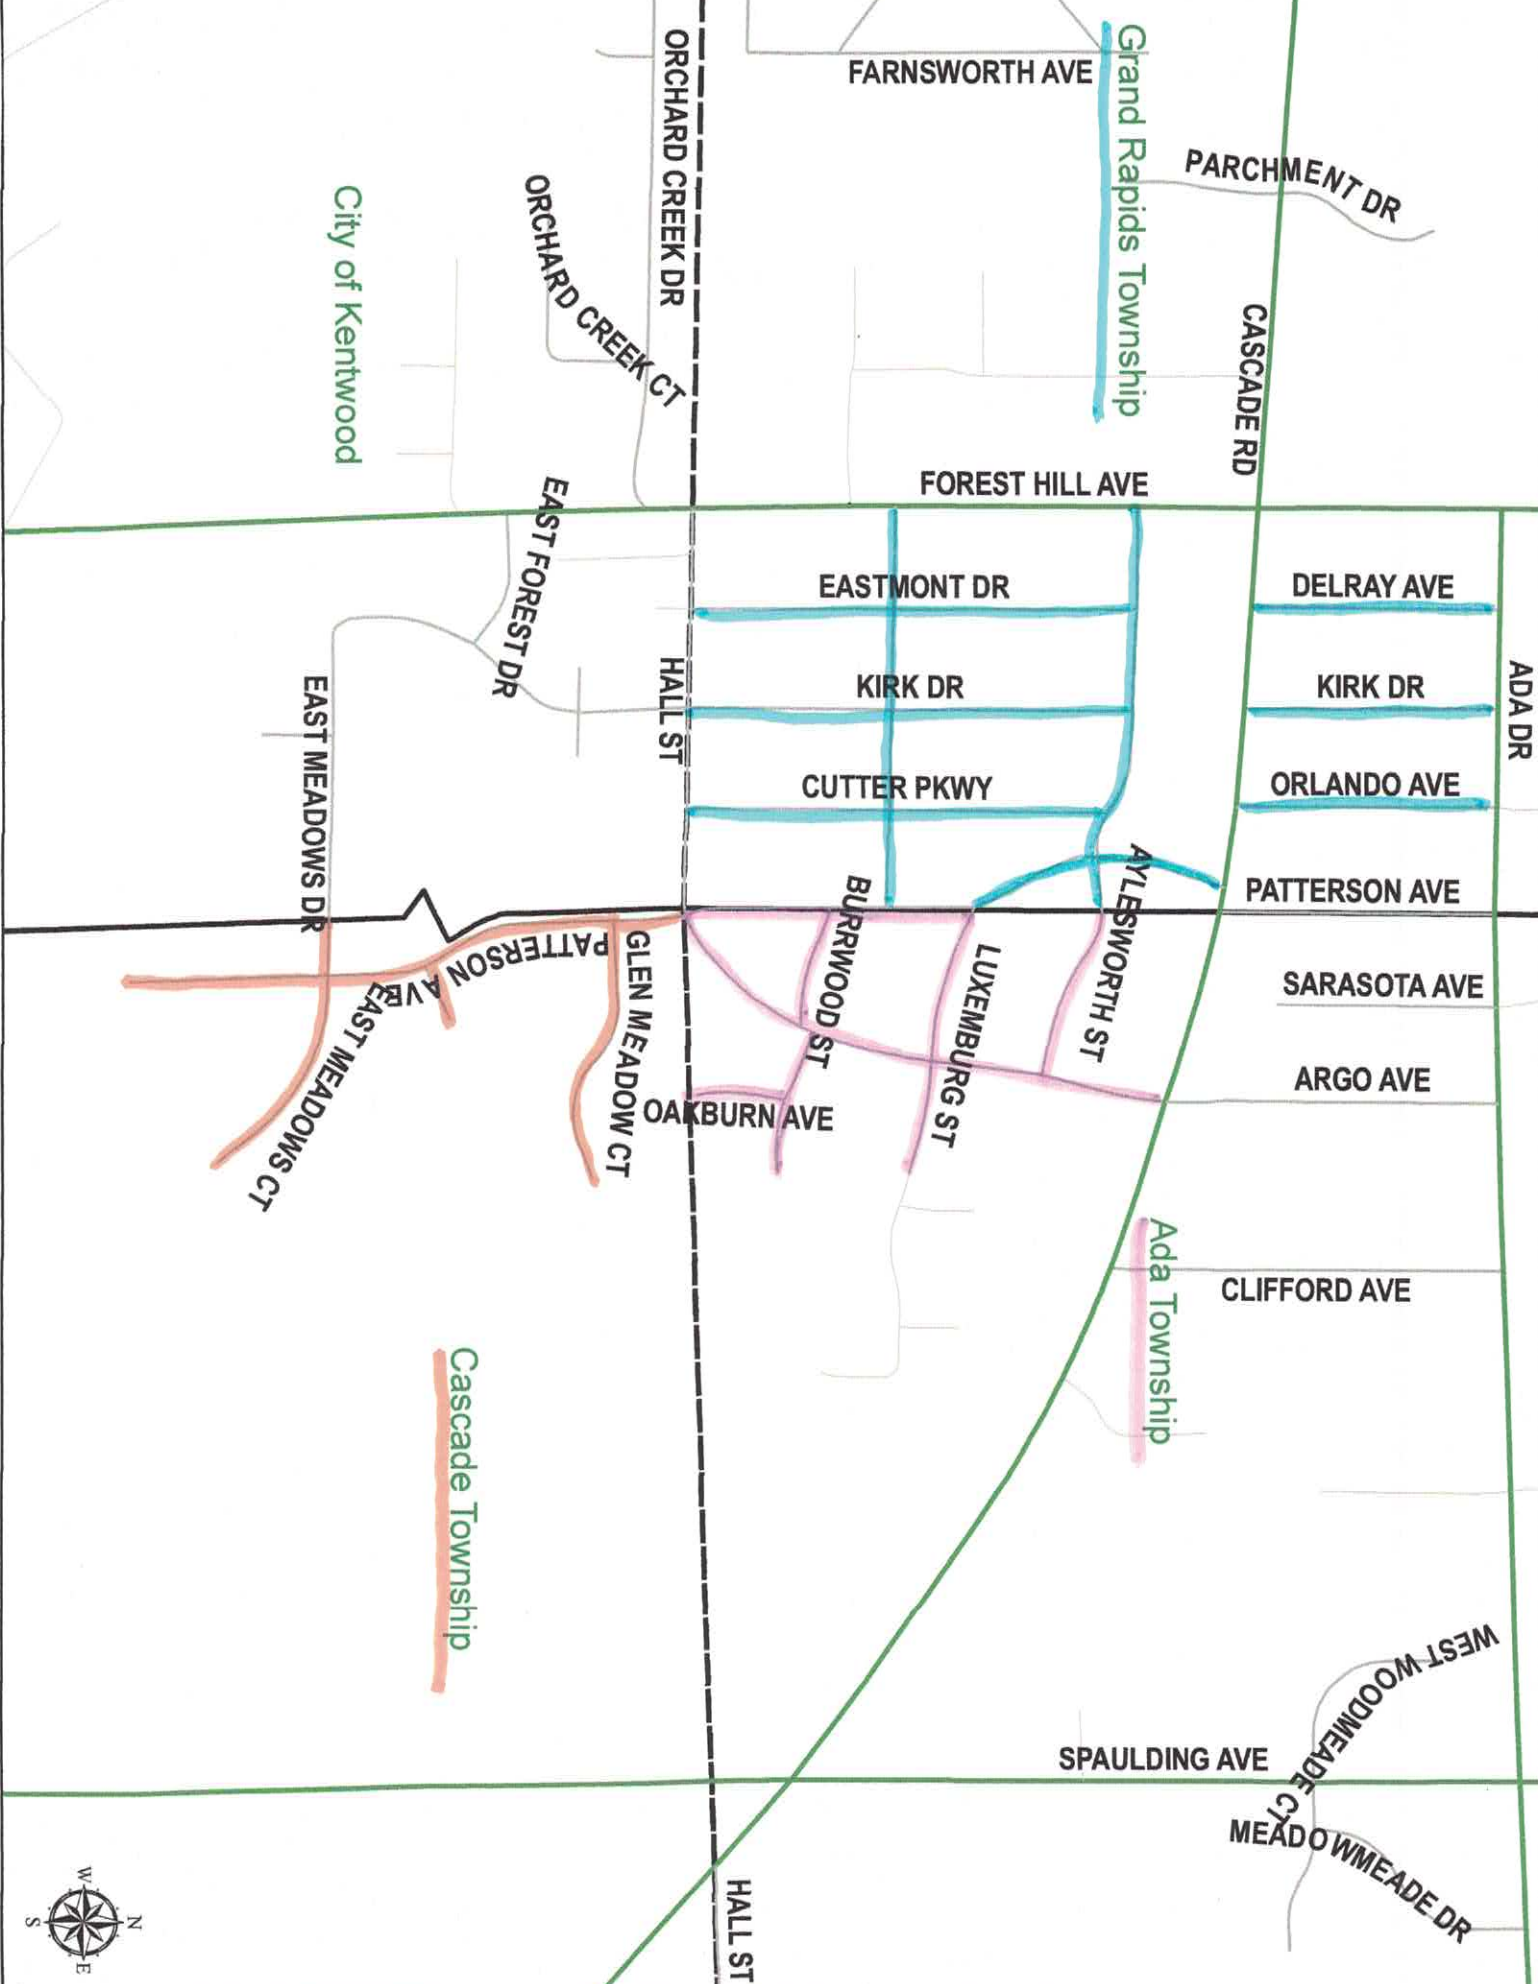 Grand Rapids Township
FARNSWORTH AVE
ORCHARD CREEK DR
PARCHMENT DR
ORCHARD CREEK CT
City of Kentwood
CASCADE RD
FOREST HILL AVE
EAST FOREST DR
EASTMONT DR
DELRAY AVE
HALL ST
KIRK DR
KIRK DR
ADA DR
EAST MEADOWS DR
CUTTER PKWY
ORLANDO AVE
AYLESWORTH ST
PATTERSON AVE
BURRWOOD ST
PATTERSON AVE
GLEN MEADOW CT
LUXEMBURG ST
SARASOTA AVE
EAST MEADOWS CT
ARGO AVE
OAKBURN AVE
Ada Township
CLIFFORD AVE
Cascade Township
WEST WOODMEADE CT
SPAULDING AVE
MEADOWMEADE DR
HALL ST
N
W
E
S